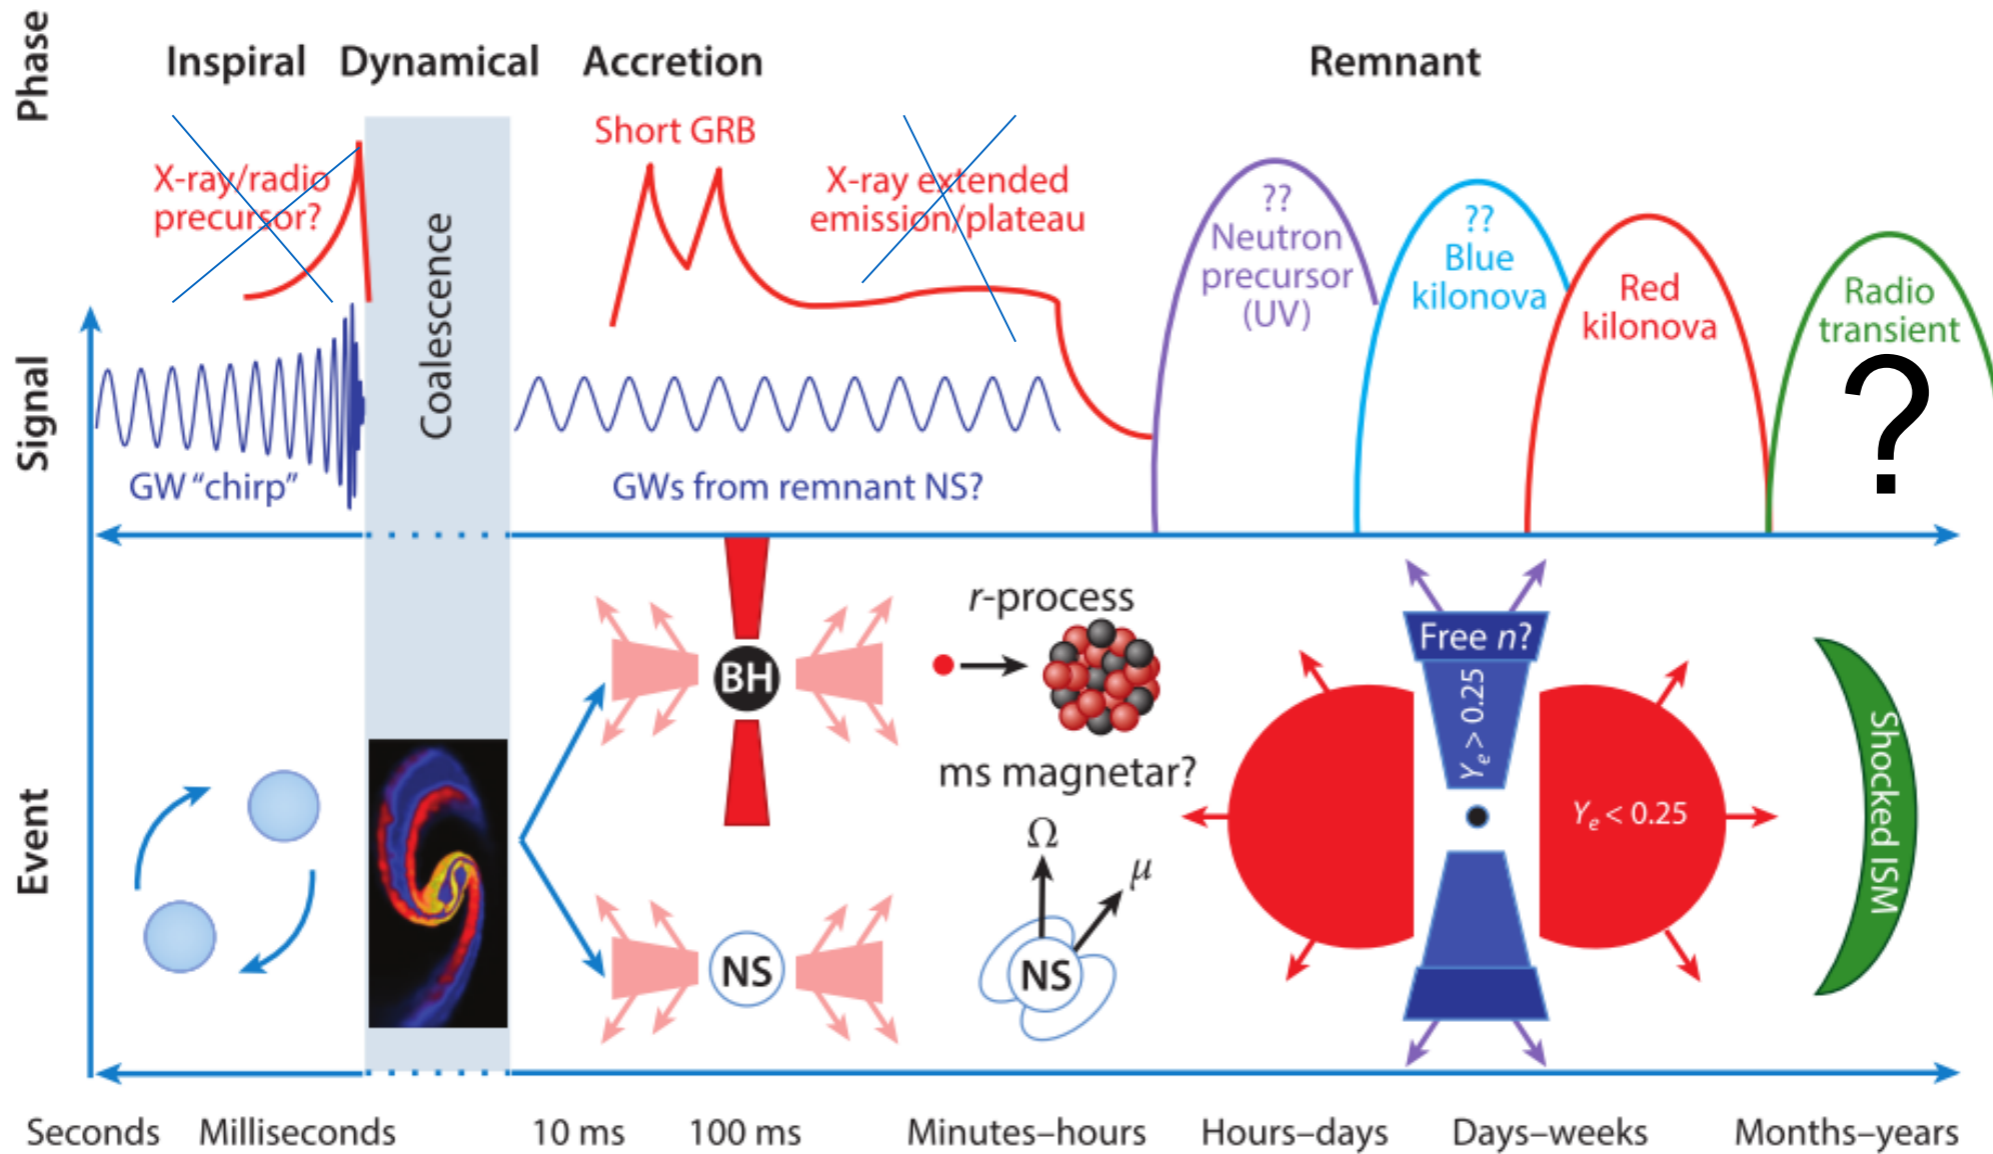 Phase
Inspiral
Dynamical
Accretion
Remnant
Signal
X-ray/radio
precursor?
GW “chirp”
Coalescence
Short GRB
X-ray extended
emission/plateau
GWs from remnant NS?
??
Neutron
precursor
(UV)
??
Blue
kilonova
Red
kilonova
Radio
transient
?
Event
BH
NS
r-process
ms magnetar?
Ω
μ
NS
Free n?
Ye > 0.25
Ye < 0.25
Shocked ISM
Seconds
Milliseconds
10 ms
100 ms
Minutes–hours
Hours–days
Days–weeks
Months–years